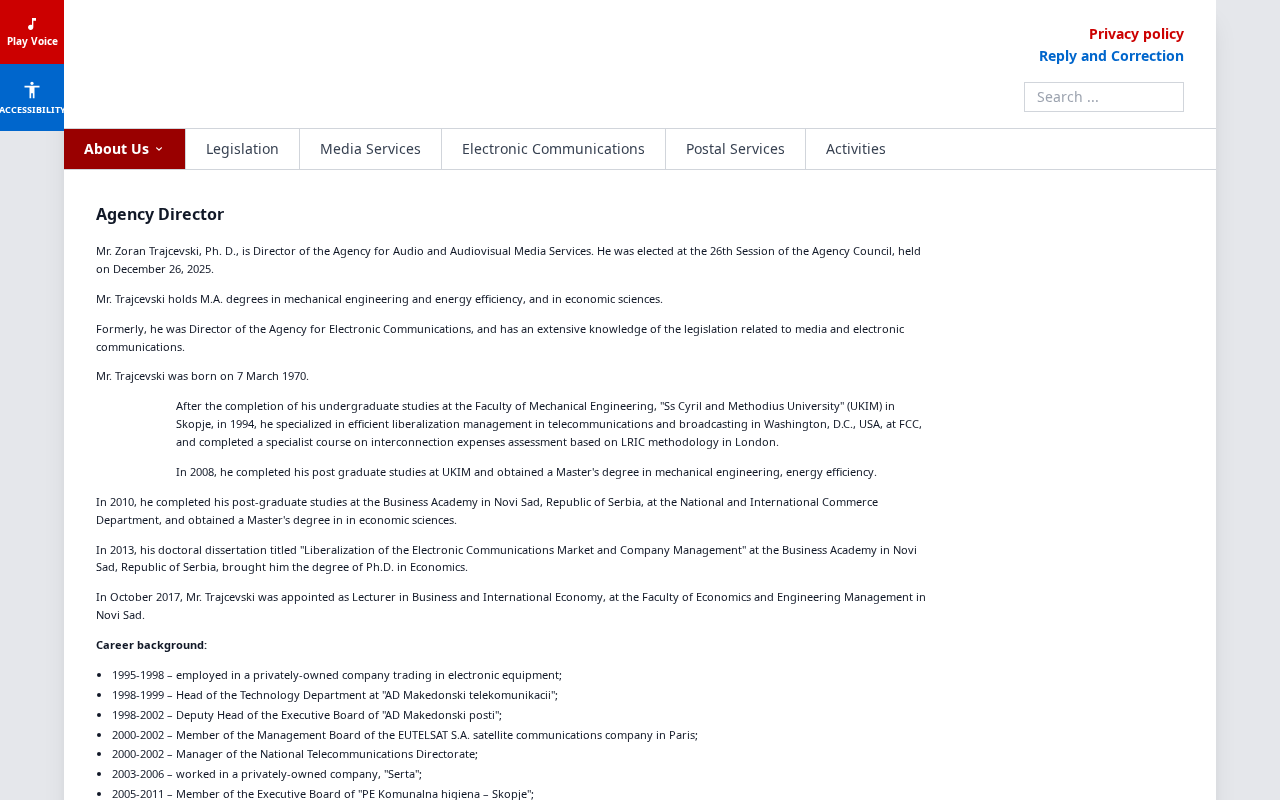 Play Voice
ACCESSIBILITY
Privacy policy
Reply and Correction
Search ...
About Us
Legislation
Media Services
Electronic Communications
Postal Services
Activities
Agency Director
Mr. Zoran Trajcevski, Ph. D., is Director of the Agency for Audio and Audiovisual Media Services. He was elected at the 26th Session of the Agency Council, held
on December 26, 2025.
Mr. Trajcevski holds M.A. degrees in mechanical engineering and energy efficiency, and in economic sciences.
Formerly, he was Director of the Agency for Electronic Communications, and has an extensive knowledge of the legislation related to media and electronic
communications.
Mr. Trajcevski was born on 7 March 1970.
After the completion of his undergraduate studies at the Faculty of Mechanical Engineering, "Ss Cyril and Methodius University" (UKIM) in
Skopje, in 1994, he specialized in efficient liberalization management in telecommunications and broadcasting in Washington, D.C., USA, at FCC,
and completed a specialist course on interconnection expenses assessment based on LRIC methodology in London.
In 2008, he completed his post graduate studies at UKIM and obtained a Master's degree in mechanical engineering, energy efficiency.
In 2010, he completed his post-graduate studies at the Business Academy in Novi Sad, Republic of Serbia, at the National and International Commerce
Department, and obtained a Master's degree in in economic sciences.
In 2013, his doctoral dissertation titled "Liberalization of the Electronic Communications Market and Company Management" at the Business Academy in Novi
Sad, Republic of Serbia, brought him the degree of Ph.D. in Economics.
In October 2017, Mr. Trajcevski was appointed as Lecturer in Business and International Economy, at the Faculty of Economics and Engineering Management in
Novi Sad.
Career background:
• 1995-1998 – employed in a privately-owned company trading in electronic equipment;
• 1998-1999 – Head of the Technology Department at "AD Makedonski telekomunikacii";
• 1998-2002 – Deputy Head of the Executive Board of "AD Makedonski posti";
• 2000-2002 – Member of the Management Board of the EUTELSAT S.A. satellite communications company in Paris;
• 2000-2002 – Manager of the National Telecommunications Directorate;
• 2003-2006 – worked in a privately-owned company, "Serta";
• 2005-2011 – Member of the Executive Board of "PE Komunalna higiena – Skopje";